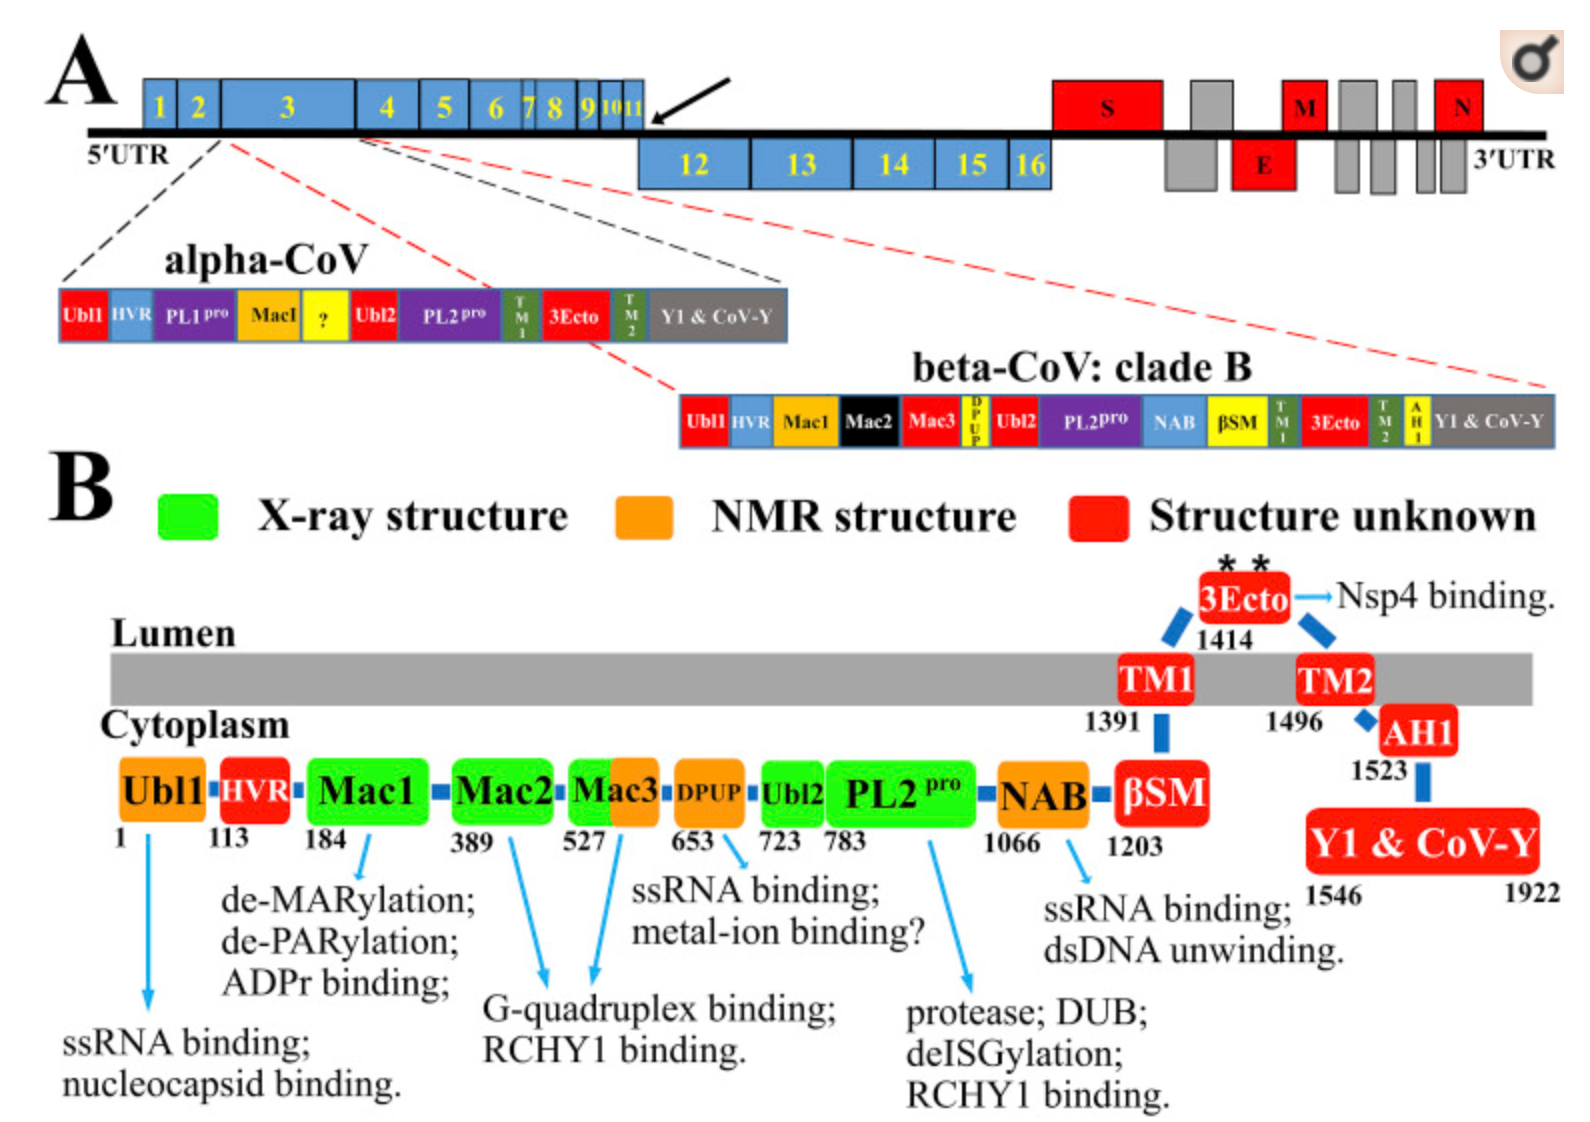 A
1 2 3 4 5 6 7 8 9 10 11
S M N
5′UTR
12 13 14 15 16
E
3′UTR
alpha-CoV
Ubl1 HVR PL1pro MacI ? Ubl2 PL2pro TM1 3Ecto TM2 Y1 & CoV-Y
beta-CoV: clade B
Ubl1 HVR Mac1 Mac2 Mac3 DPUP Ubl2 PL2pro NAB βSM TM1 3Ecto TM2 AH1 Y1 & CoV-Y
B
X-ray structure NMR structure Structure unknown
* *
3Ecto Nsp4 binding.
1414
Lumen
TM1 TM2
Cytoplasm
1391 1496
AH1
1523
Ubl1 HVR Mac1 Mac2 Mac3 DPUP Ubl2 PL2 pro NAB βSM
1 113 184 389 527 653 723 783 1066 1203
Y1 & CoV-Y
1546 1922
de-MARylation;
de-PARylation;
ADPr binding;
ssRNA binding;
metal-ion binding?
ssRNA binding;
dsDNA unwinding.
ssRNA binding;
nucleocapsid binding.
G-quadruplex binding;
RCHY1 binding.
protease; DUB;
deISGylation;
RCHY1 binding.